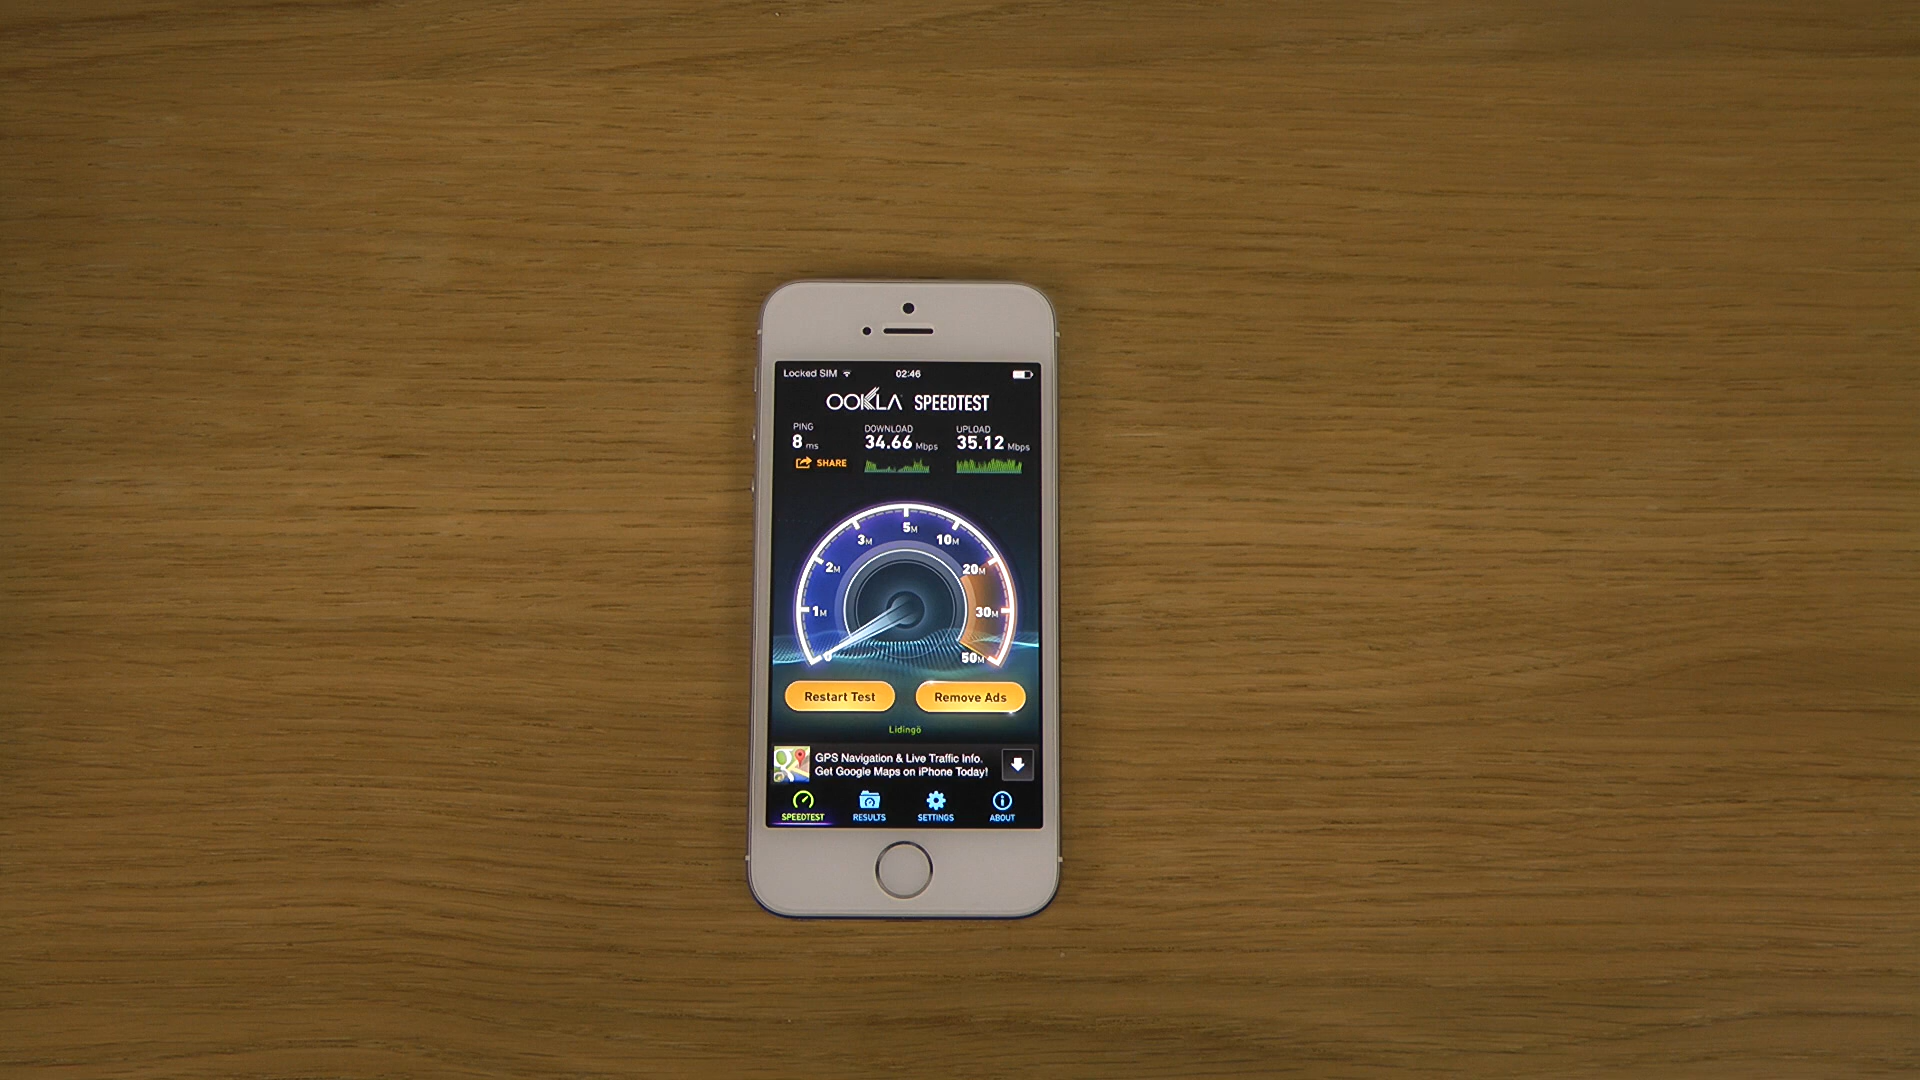 Locked SIM 02:46
OOKLA SPEEDTEST
PING DOWNLOAD UPLOAD
8 ms 34.66 Mbps 35.12 Mbps
SHARE
5M
3M 10M
2M 20M
1M 30M
0 50M
Restart Test Remove Ads
Lidingö
GPS Navigation & Live Traffic Info.
Get Google Maps on iPhone Today!
SPEEDTEST RESULTS SETTINGS ABOUT